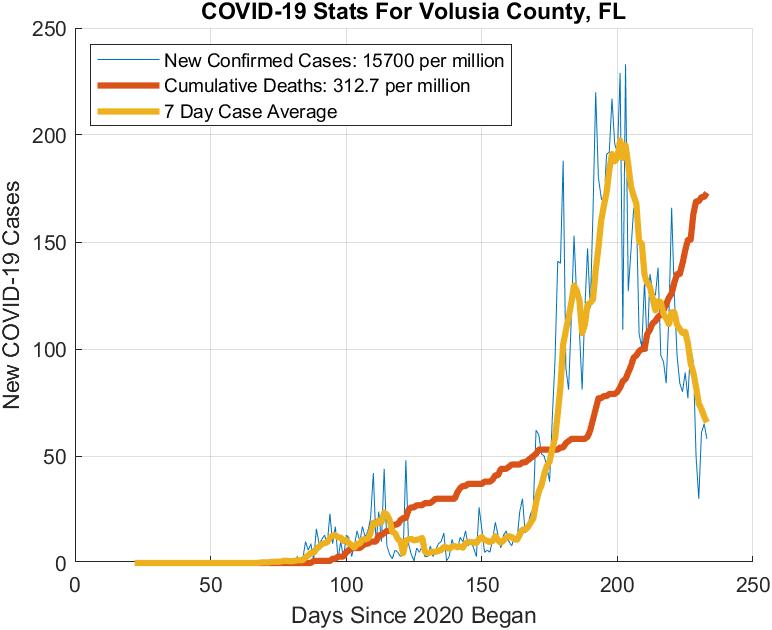 COVID-19 Stats For Volusia County, FL
250
New Confirmed Cases: 15700 per million
Cumulative Deaths: 312.7 per million
7 Day Case Average
200
150
100
50
0
New COVID-19 Cases
0 50 100 150 200 250
Days Since 2020 Began